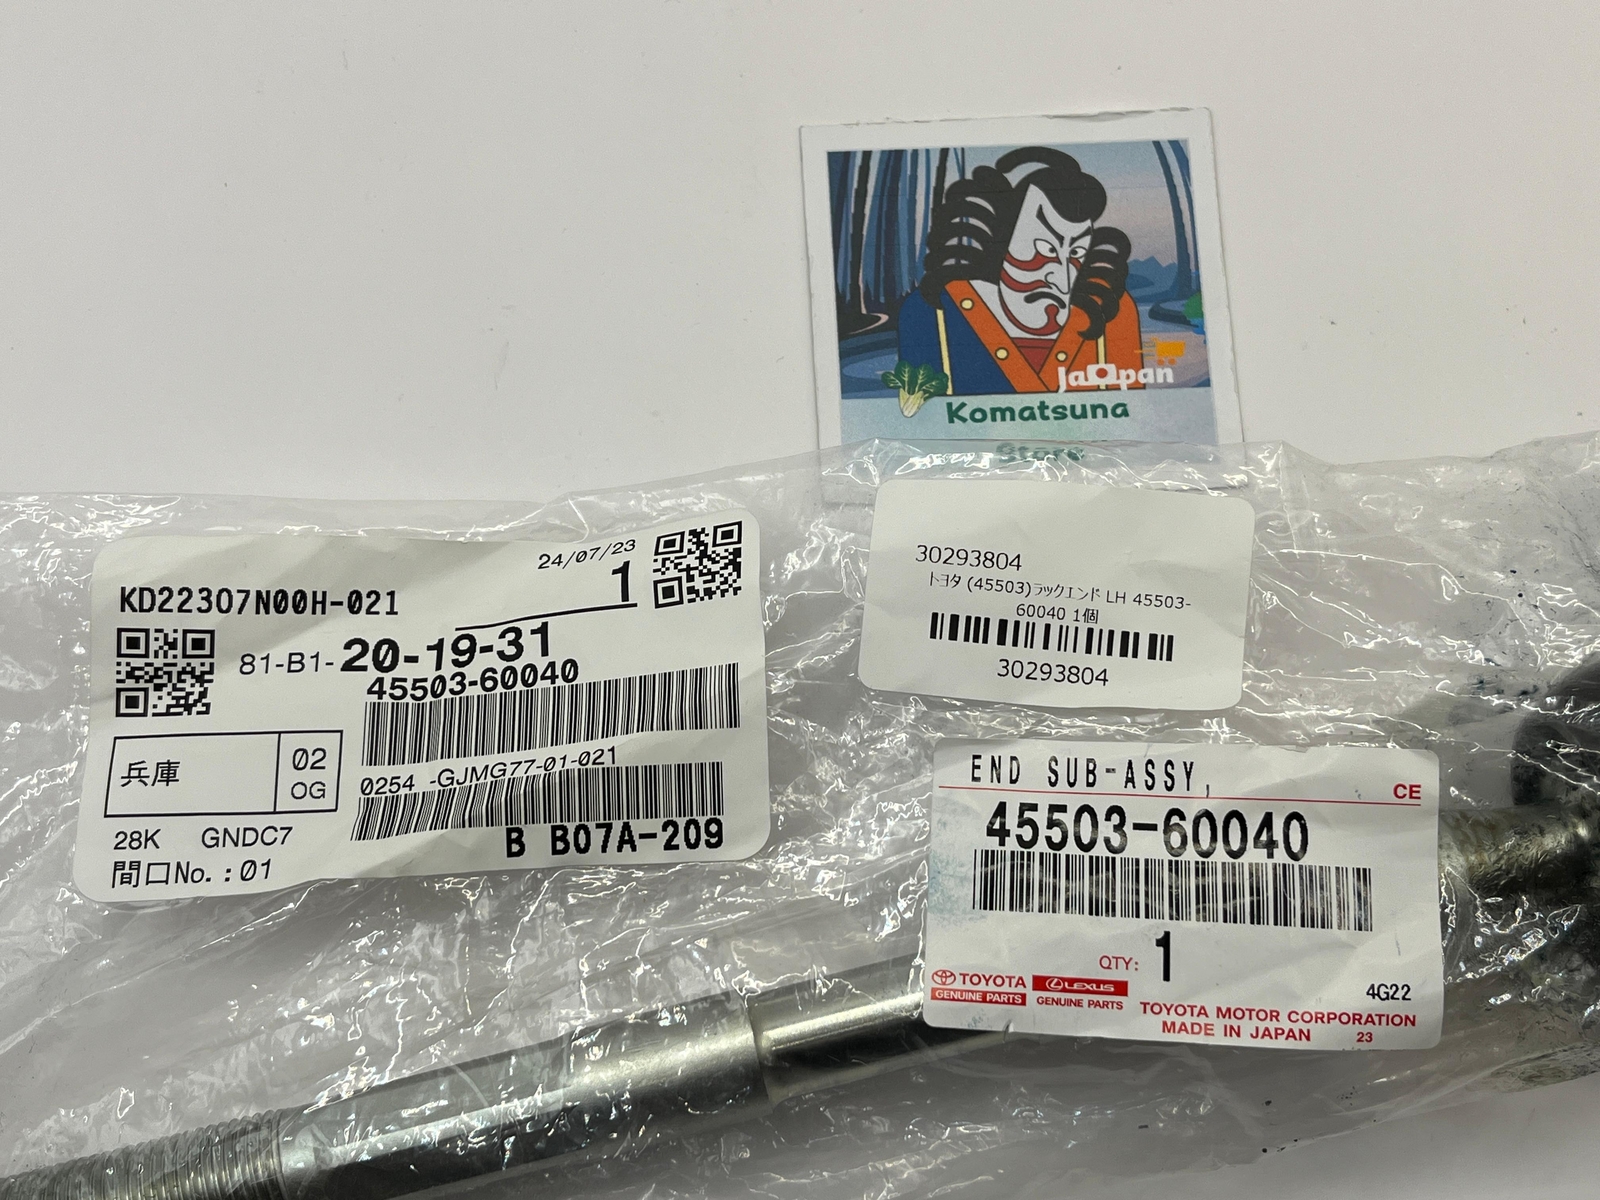 Japan
Komatsuna
Store
24/07/23
1
KD22307N00H-021
81-B1-20-19-31
45503-60040
兵庫
02
OG
0254 -GJMG77-01-021
28K GNDC7
B B07A-209
間口No.:01
30293804
トヨタ (45503)ラックエンド LH 45503-
60040 1個
30293804
END SUB-ASSY,
CE
45503-60040
QTY: 1
TOYOTA
GENUINE PARTS
LEXUS
GENUINE PARTS
4G22
TOYOTA MOTOR CORPORATION
MADE IN JAPAN 23